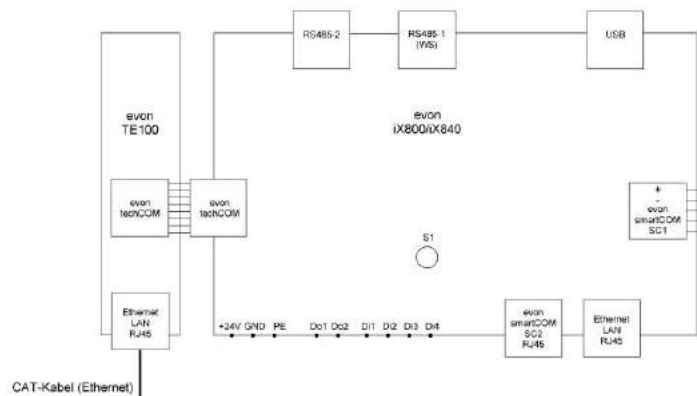 RS485-2
RS485-1
(WS)
USB
evon
TE100
evon
iX800/iX840
evon
techCOM
evon
techCOM
+
-
evon
smartCOM
SC1
S1
Ethernet
LAN
RJ45
+24V GND PE Do1 Do2 Di1 Di2 Di3 Di4
evon
smartCOM
SC2
RJ45
Ethernet
LAN
RJ45
CAT-Kabel (Ethernet)